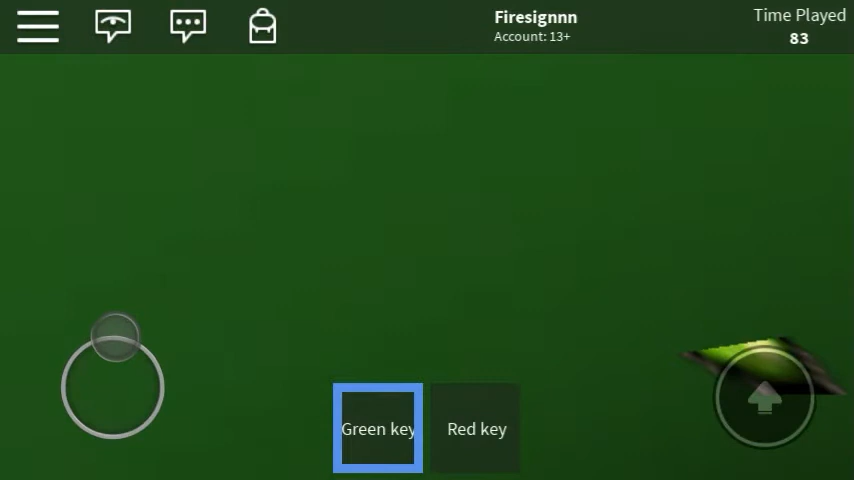 Firesignnn
Account: 13+
Time Played
83
Green key
Red key